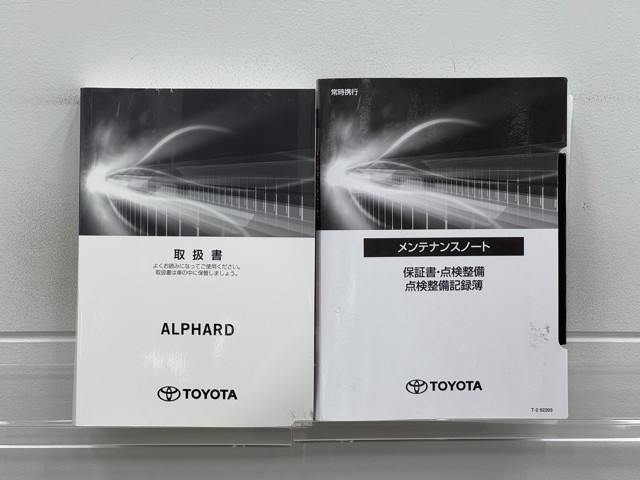 取扱書
よくお読みになってご使用ください。
取扱書は車の中に保管しましょう。
ALPHARD
TOYOTA
常時携行
メンテナンスノート
保証書・点検整備
点検整備記録簿
TOYOTA
T-2 62203